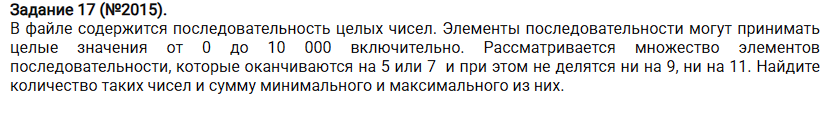 Задание 17 (№2015).
В файле содержится последовательность целых чисел. Элементы последовательности могут принимать
целые значения от 0 до 10 000 включительно. Рассматривается множество элементов
последовательности, которые оканчиваются на 5 или 7 и при этом не делятся ни на 9, ни на 11. Найдите
количество таких чисел и сумму минимального и максимального из них.